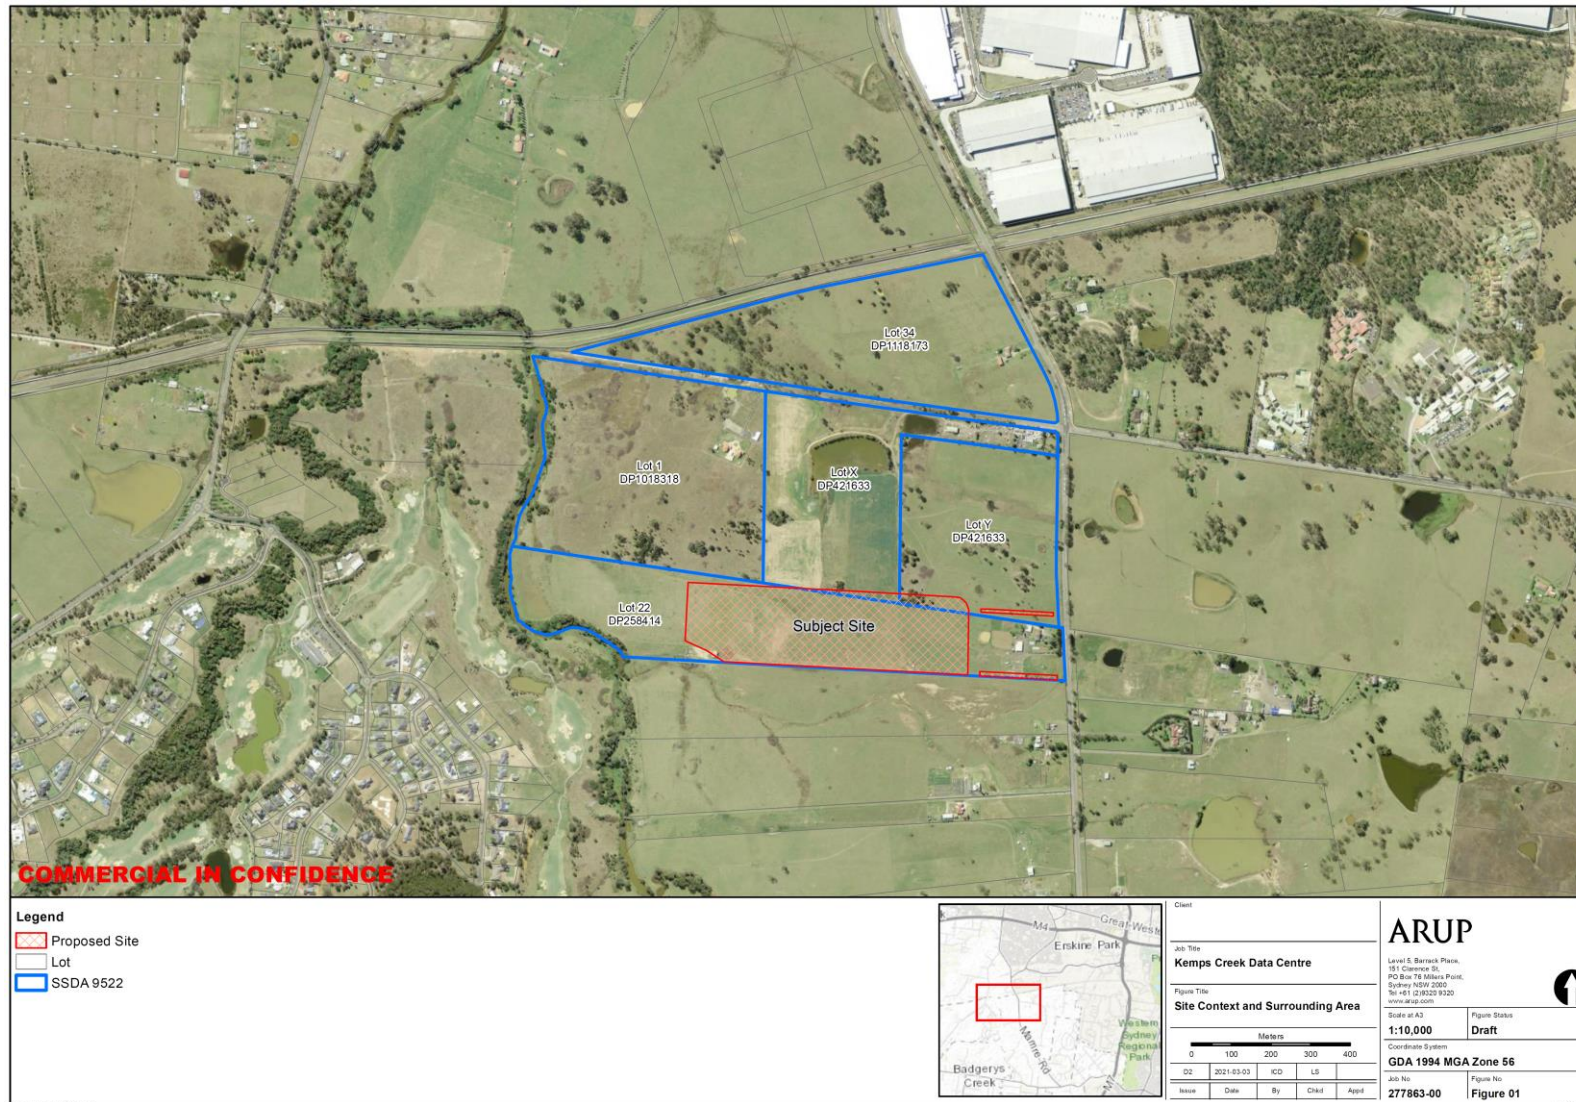 Lot 34
DP1118173
Lot 1
DP1018318
Lot X
DP421633
Lot Y
DP421633
Lot 22
DP258414
Subject Site
COMMERCIAL IN CONFIDENCE
Legend
Proposed Site
Lot
SSDA 9522
M4
Great-Weste
Erskine Park
Mamre-Rd
Western
Sydney
Regional
Park
Badgerys
Creek
M7
Client
Job Title
Kemps Creek Data Centre
Figure Title
Site Context and Surrounding Area
Meters
0 100 200 300 400
D2 2021-03-03 ICO LS
Issue Date By Chkd Appd
ARUP
Level 5, Barrack Place,
151 Clarence St,
PO Box 76 Millers Point,
Sydney NSW 2000
Tel +61 (2)9320 9320
www.arup.com
Scale at A3
1:10,000
Figure Status
Draft
Coordinate System
GDA 1994 MGA Zone 56
Job No
277863-00
Figure No
Figure 01